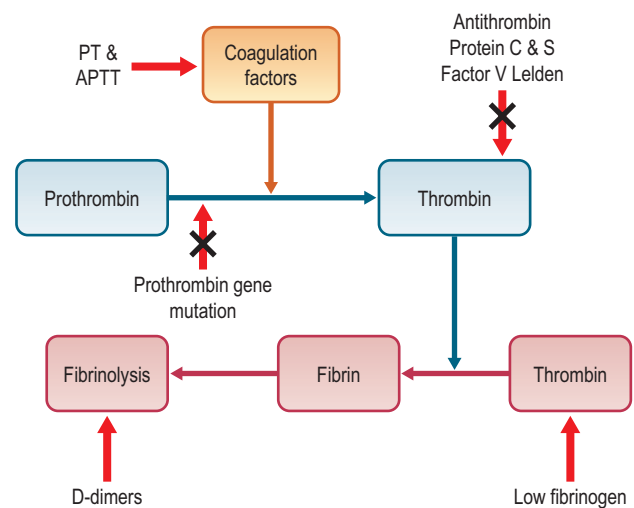 PT &
APTT
Coagulation
factors
Antithrombin
Protein C & S
Factor V Lelden
Prothrombin
Thrombin
Prothrombin gene
mutation
Fibrinolysis
Fibrin
Thrombin
D-dimers
Low fibrinogen